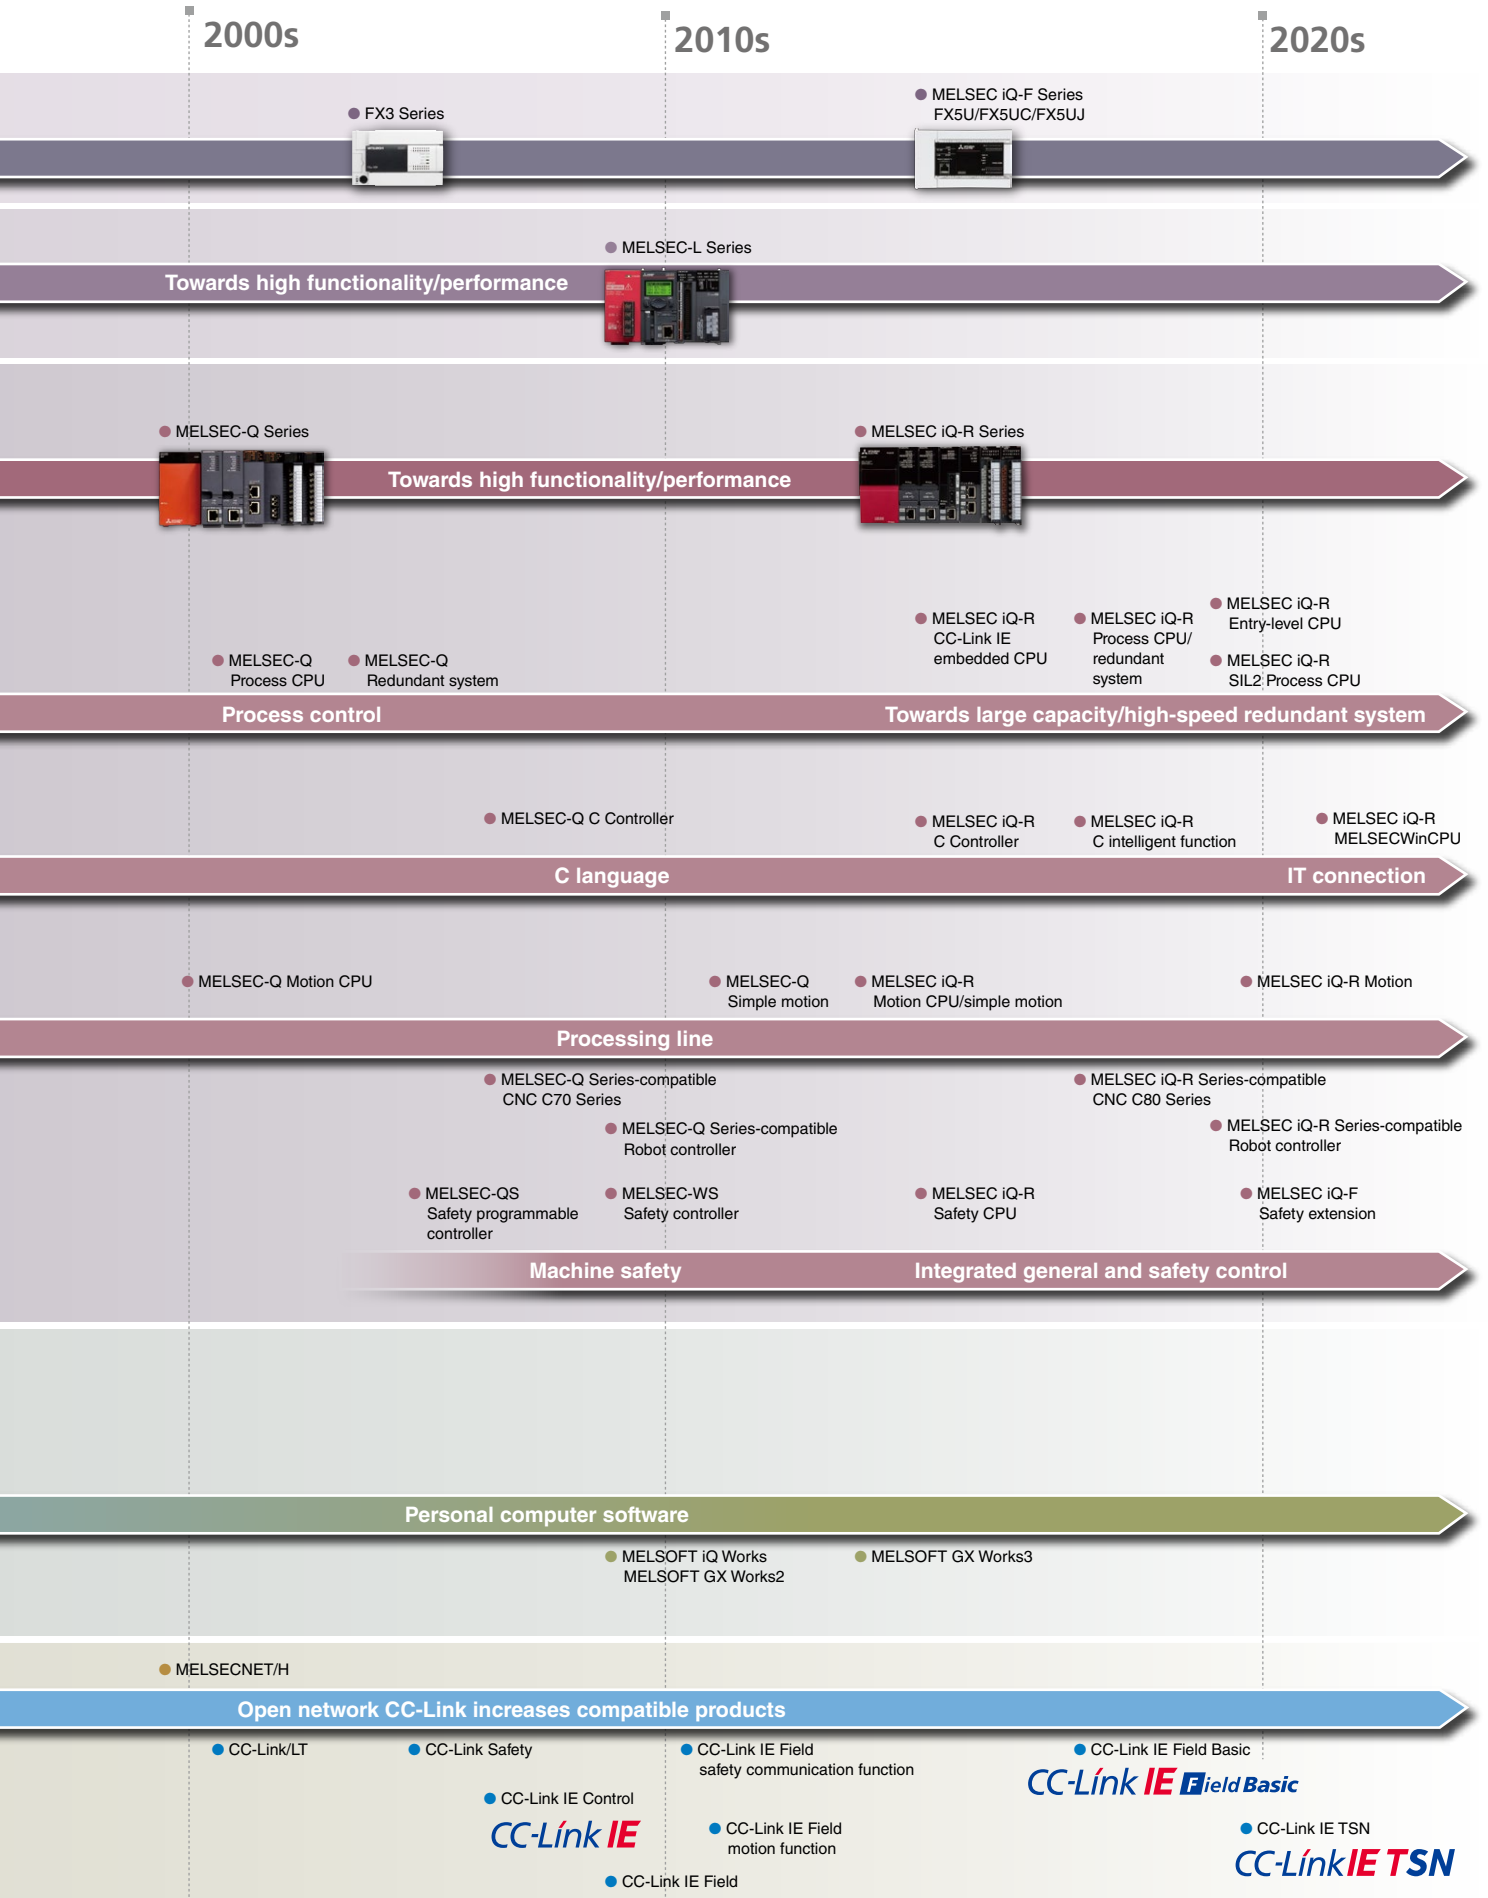 2000s
2010s
2020s
FX3 Series
MELSEC iQ-F Series
FX5U/FX5UC/FX5UJ
MELSEC-L Series
Towards high functionality/performance
MELSEC-Q Series
MELSEC iQ-R Series
Towards high functionality/performance
MELSEC-Q
Process CPU
MELSEC-Q
Redundant system
MELSEC iQ-R
CC-Link IE
embedded CPU
MELSEC iQ-R
Process CPU/
redundant
system
MELSEC iQ-R
Entry-level CPU
MELSEC iQ-R
SIL2 Process CPU
Process control
Towards large capacity/high-speed redundant system
MELSEC-Q C Controller
MELSEC iQ-R
C Controller
MELSEC iQ-R
C intelligent function
MELSEC iQ-R
MELSECWinCPU
C language
IT connection
MELSEC-Q Motion CPU
MELSEC-Q
Simple motion
MELSEC iQ-R
Motion CPU/simple motion
MELSEC iQ-R Motion
Processing line
MELSEC-Q Series-compatible
CNC C70 Series
MELSEC iQ-R Series-compatible
CNC C80 Series
MELSEC-Q Series-compatible
Robot controller
MELSEC iQ-R Series-compatible
Robot controller
MELSEC-QS
Safety programmable
controller
MELSEC-WS
Safety controller
MELSEC iQ-R
Safety CPU
MELSEC iQ-F
Safety extension
Machine safety
Integrated general and safety control
Personal computer software
MELSOFT iQ Works
MELSOFT GX Works2
MELSOFT GX Works3
MELSECNET/H
Open network CC-Link increases compatible products
CC-Link/LT
CC-Link Safety
CC-Link IE Field
safety communication function
CC-Link IE Field Basic
CC-Link IE Field Basic
CC-Link IE Control
CC-Link IE
CC-Link IE Field
motion function
CC-Link IE TSN
CC-Link IE TSN
CC-Link IE Field